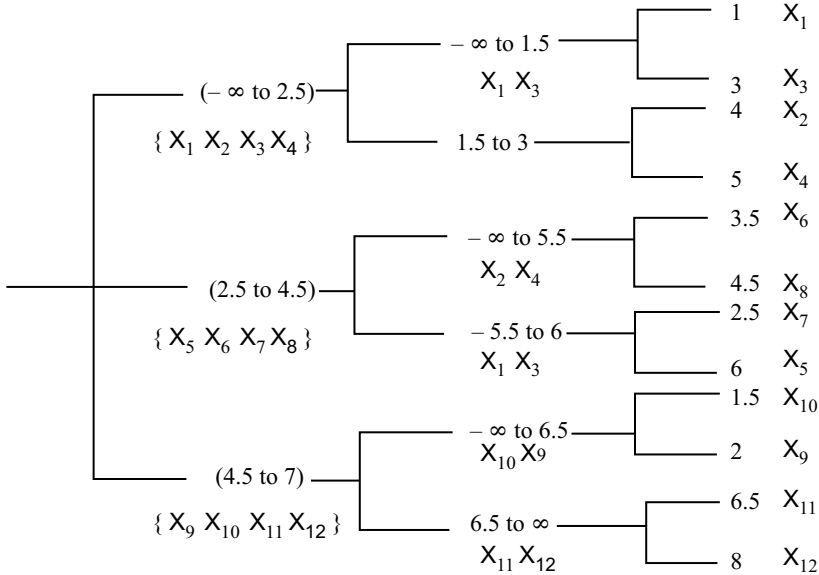 1 X₁
– ∞ to 1.5
X₁ X₃
3 X₃
(– ∞ to 2.5)
{ X₁ X₂ X₃ X₄ }
4 X₂
1.5 to 3
5 X₄
3.5 X₆
– ∞ to 5.5
X₂ X₄
4.5 X₈
(2.5 to 4.5)
{ X₅ X₆ X₇ X₈ }
2.5 X₇
– 5.5 to 6
X₁ X₃
6 X₅
1.5 X₁₀
– ∞ to 6.5
X₁₀ X₉
2 X₉
(4.5 to 7)
{ X₉ X₁₀ X₁₁ X₁₂ }
6.5 X₁₁
6.5 to ∞
X₁₁ X₁₂
8 X₁₂